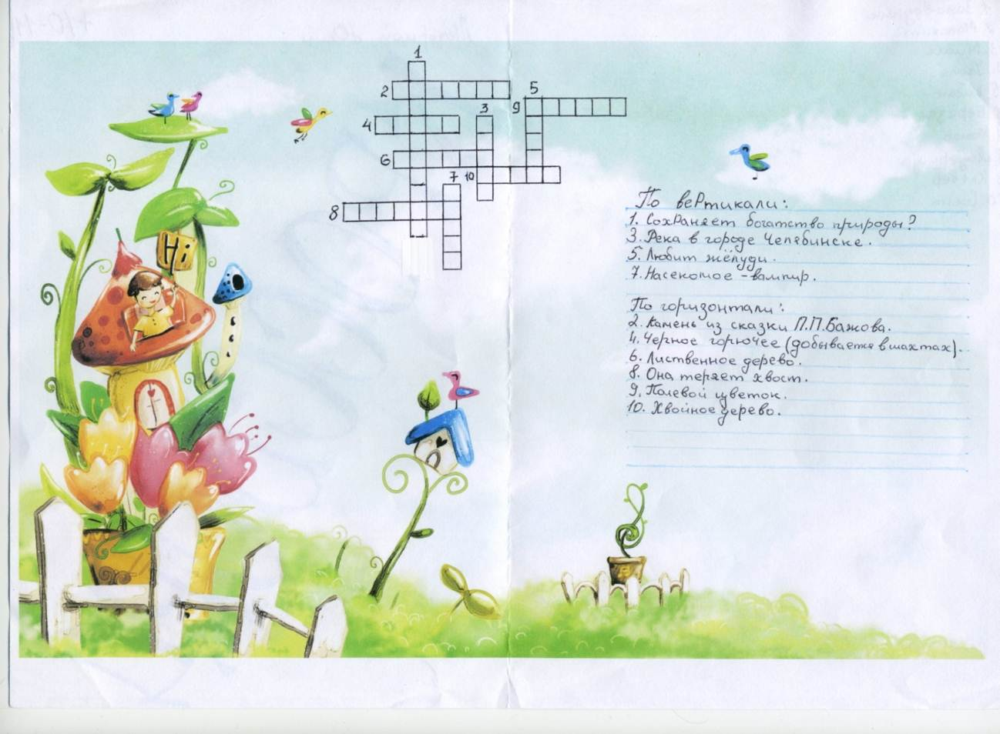 1
2
5
3
9
4
6
7
10
8
Hi
По вертикали:
1. Сохраняет богатство природы?
3. Река в городе Челябинске.
5. Любит жёлуди.
7. Насекомое - вампир.
По горизонтали:
2. Камень из сказки П.П.Бажова.
4. Черное горючее (добывается в шахтах).
6. Лиственное дерево.
8. Она теряет хвост.
9. Полевой цветок.
10. Хвойное дерево.